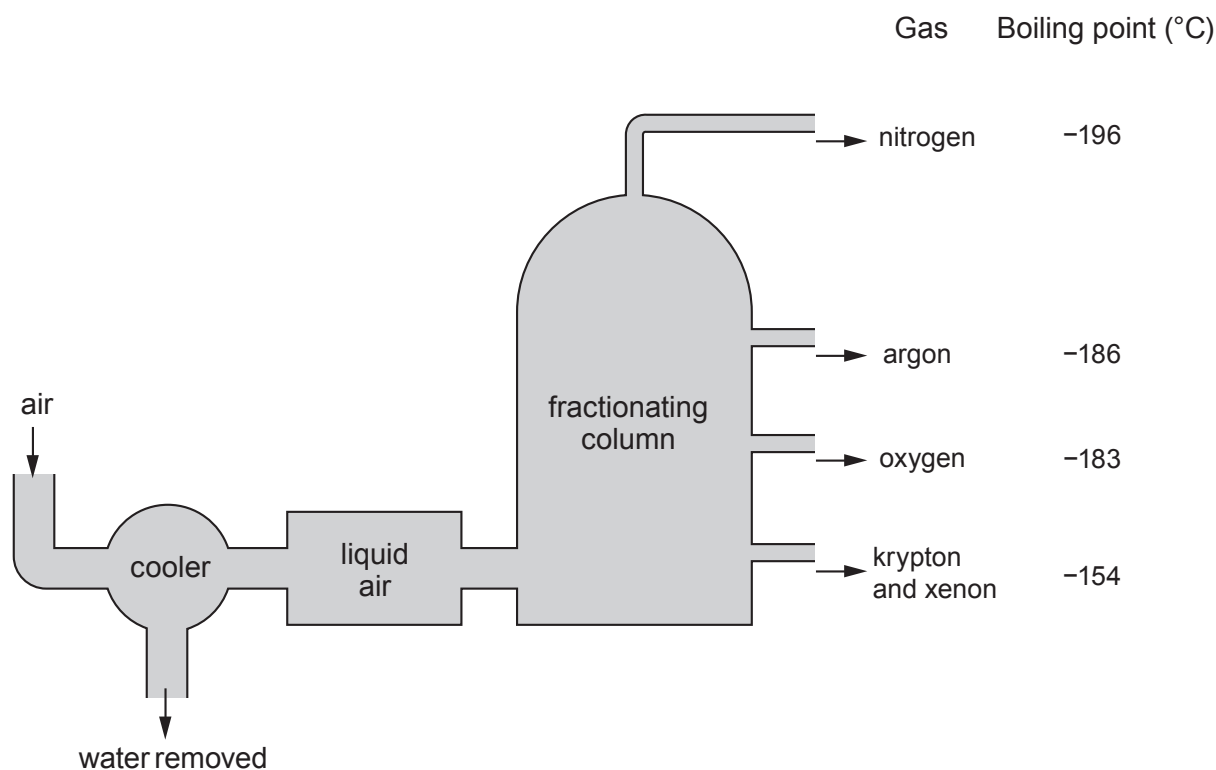 Gas Boiling point (°C)
nitrogen −196
argon −186
air
fractionating
column
oxygen −183
cooler
liquid
air
krypton
and xenon
−154
water removed